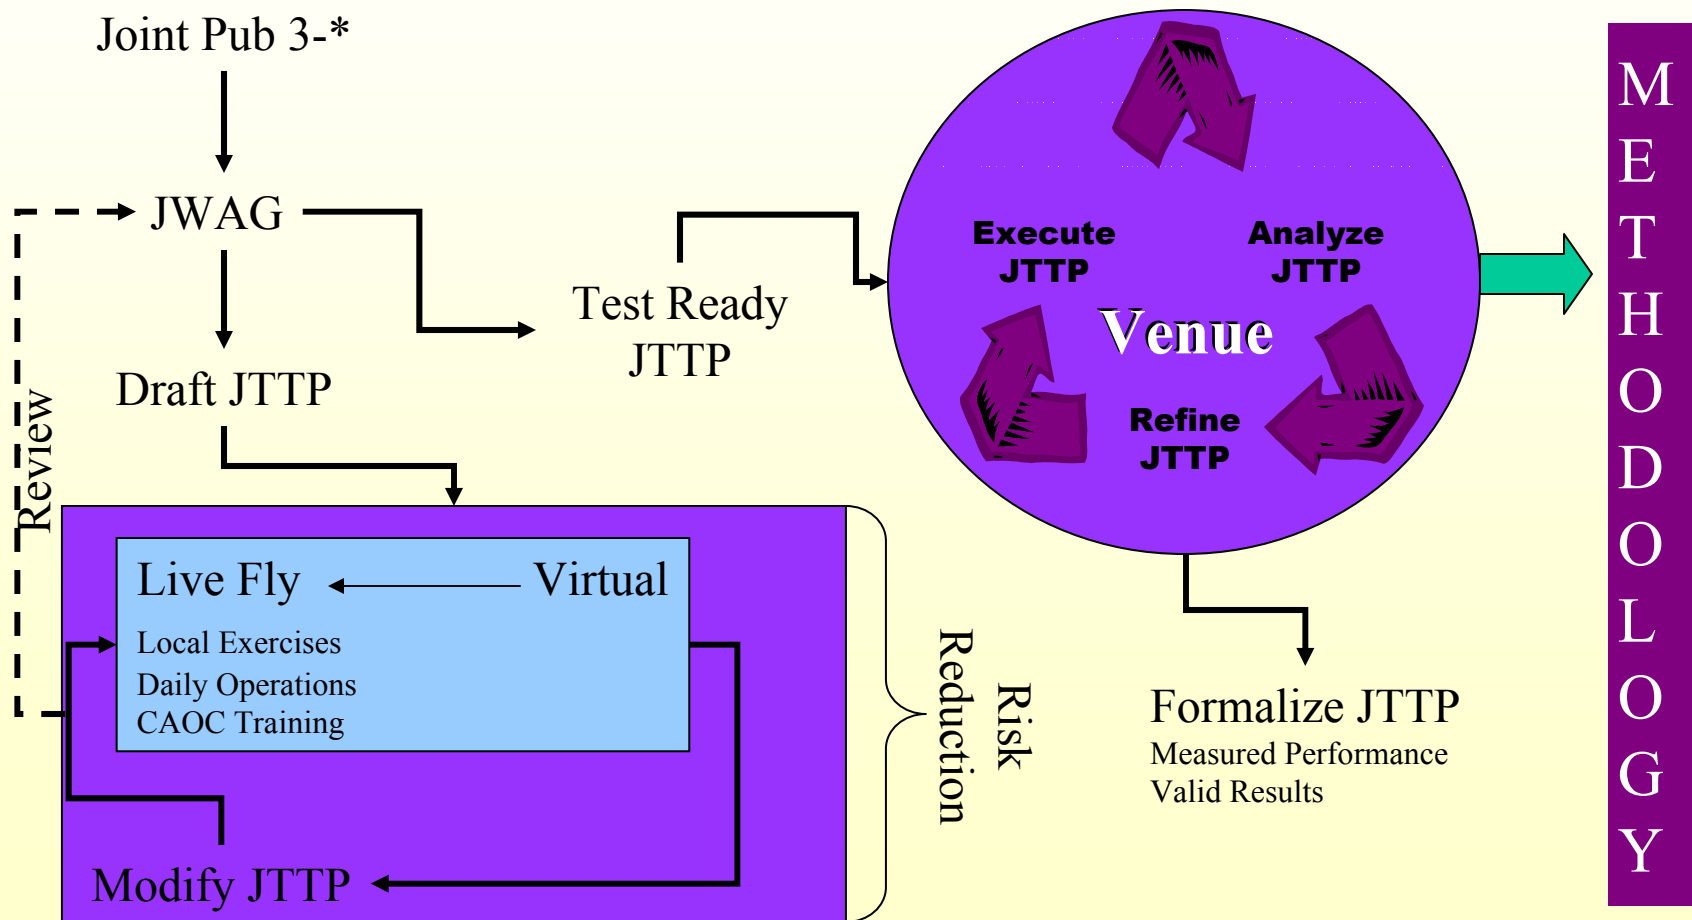 Joint Pub 3-*
JWAG
Draft JTTP
Review
Test Ready
JTTP
Execute
JTTP
Analyze
JTTP
Venue
Refine
JTTP
Live Fly
Virtual
Local Exercises
Daily Operations
CAOC Training
Modify JTTP
Risk
Reduction
Formalize JTTP
Measured Performance
Valid Results
METHODOLOGY